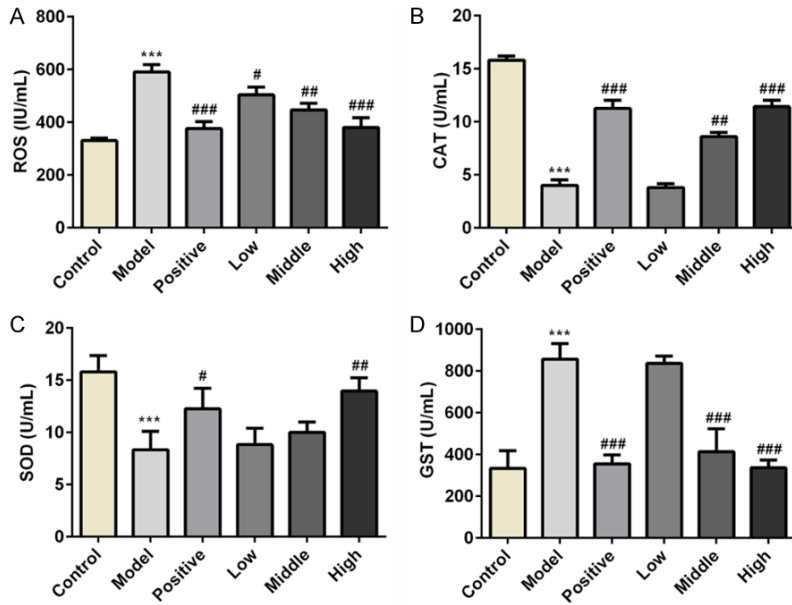 A
ROS (IU/mL)
800
600
400
200
0
***
###
#
##
###
Control
Model
Positive
Low
Middle
High
B
CAT (U/mL)
20
15
10
5
0
***
###
##
###
Control
Model
Positive
Low
Middle
High
C
SOD (U/mL)
20
15
10
5
0
***
#
##
Control
Model
Positive
Low
Middle
High
D
GST (U/mL)
1000
800
600
400
200
0
***
###
###
###
Control
Model
Positive
Low
Middle
High